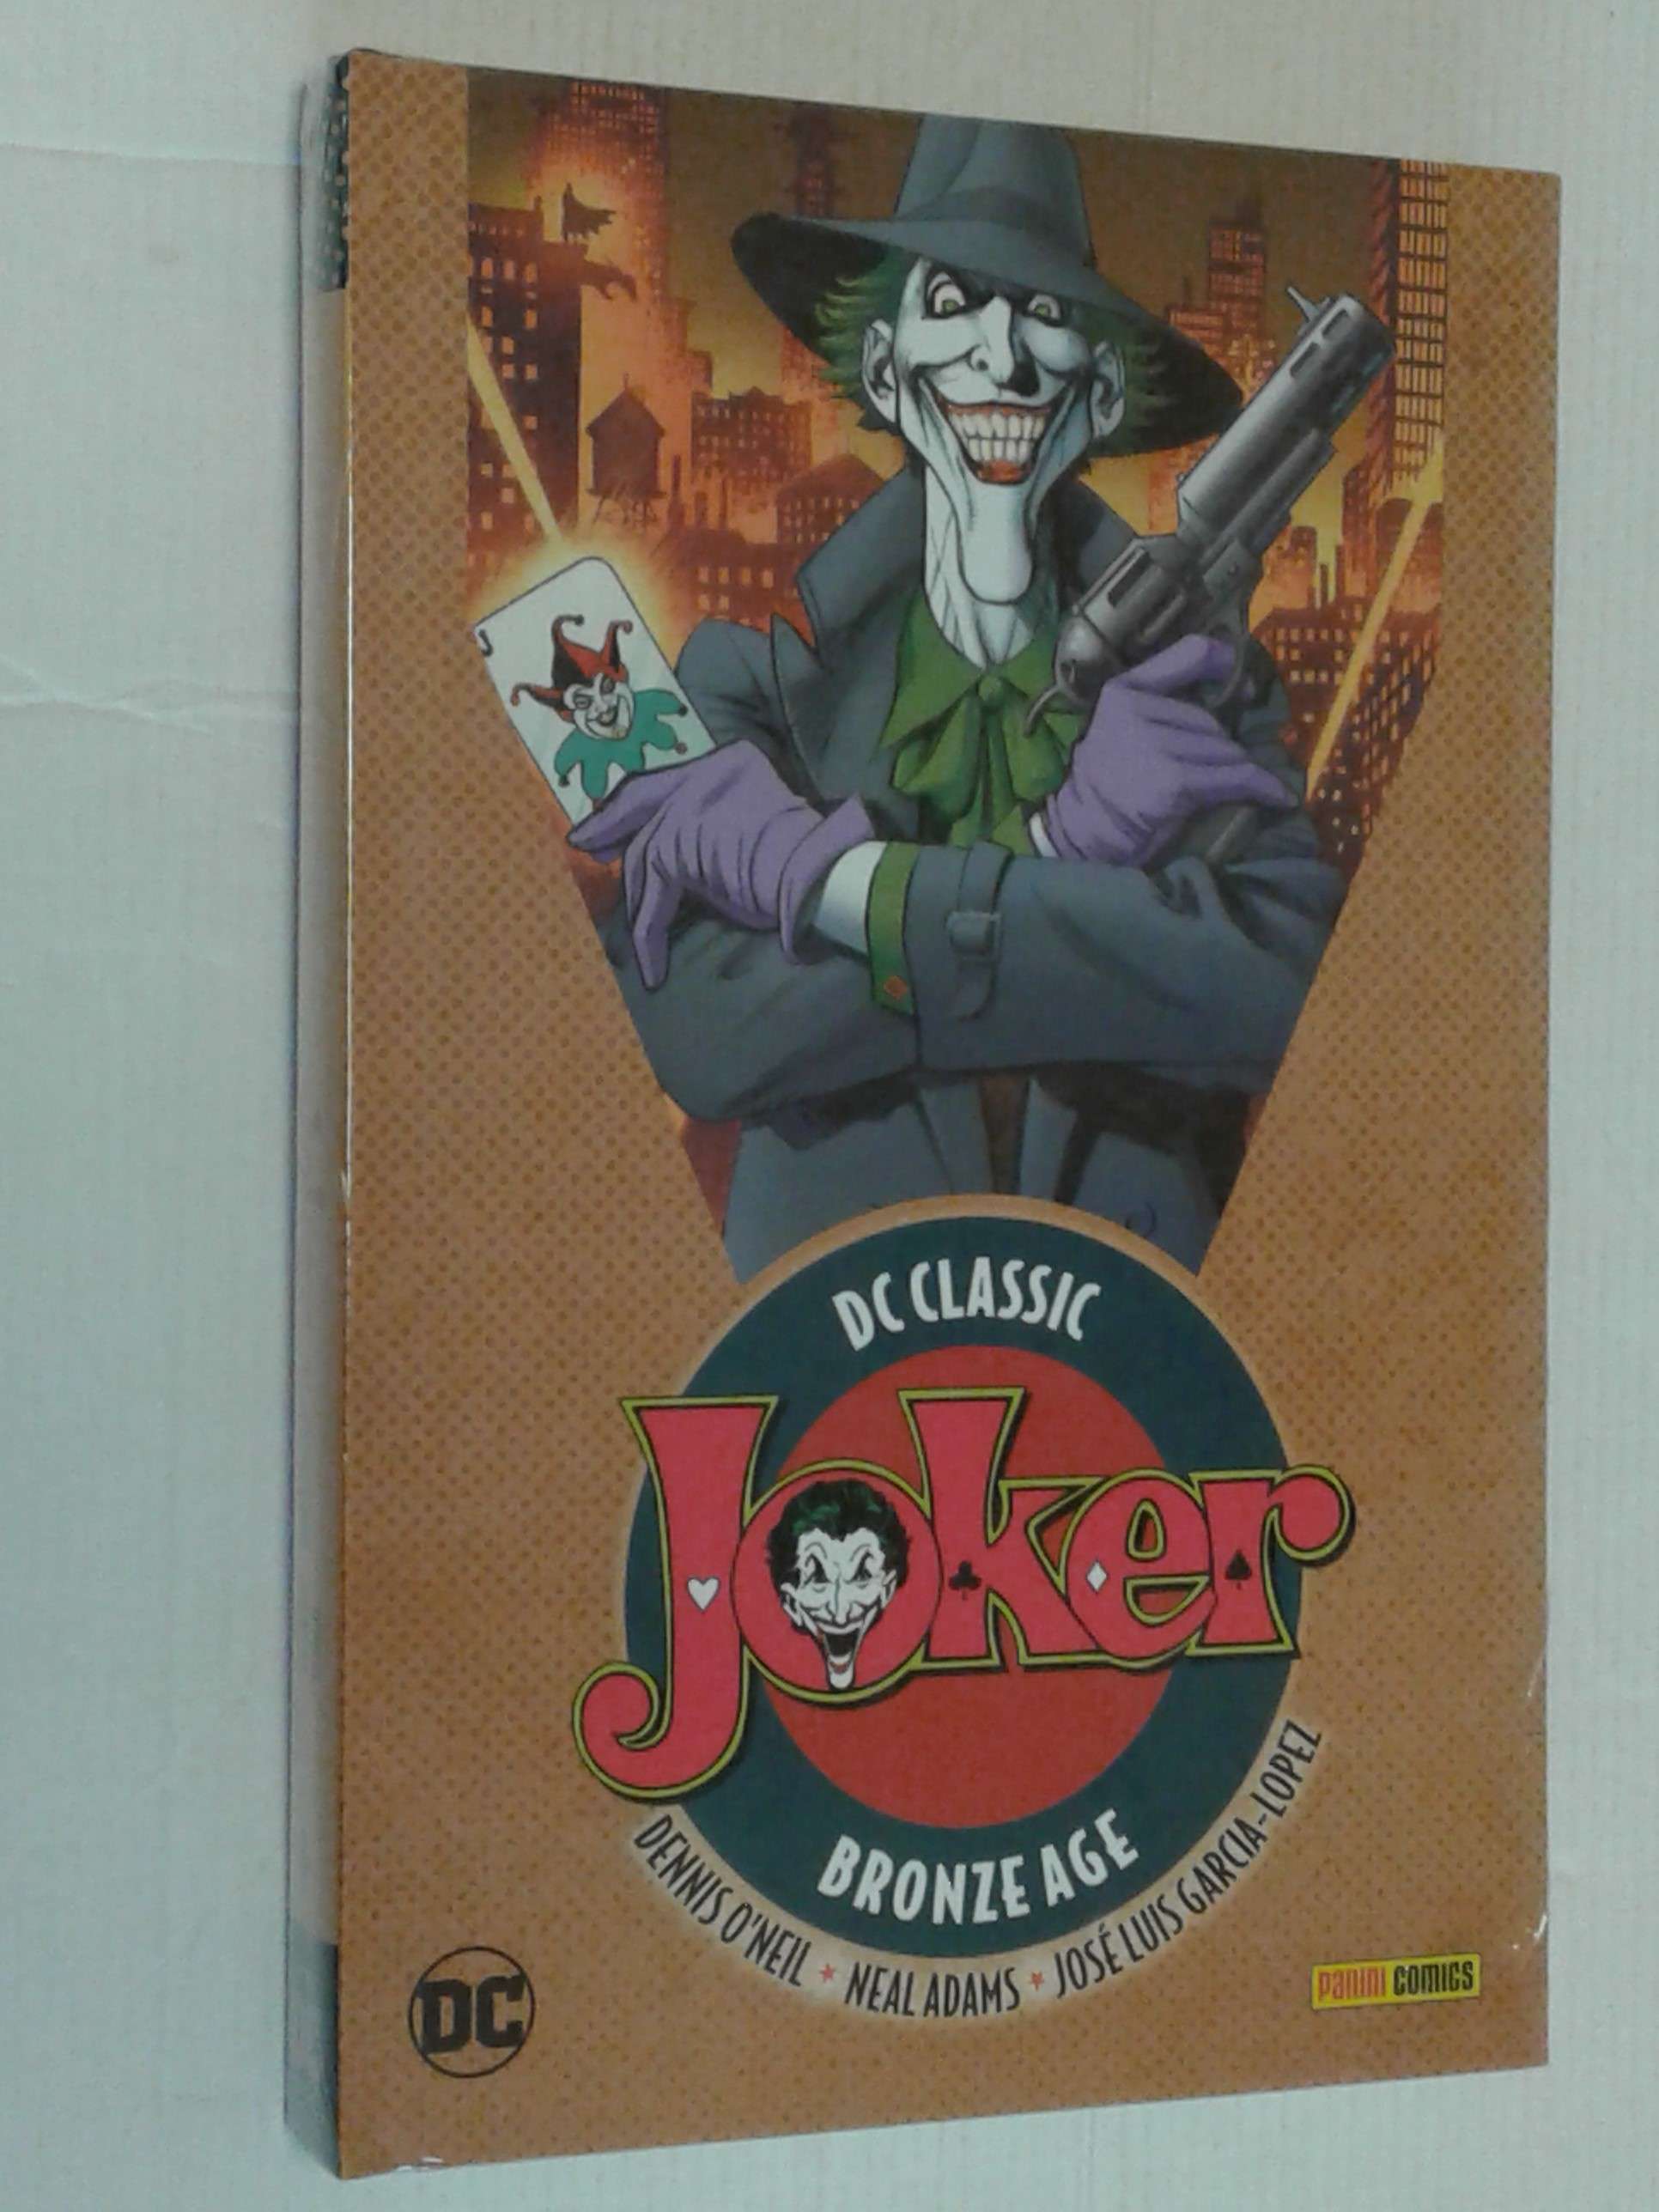 J
DC CLASSIC
Joker
BRONZE AGE
DENNIS O'NEIL * NEAL ADAMS * JOSÉ LUIS GARCIA-LOPEZ
DC
PANINI COMICS